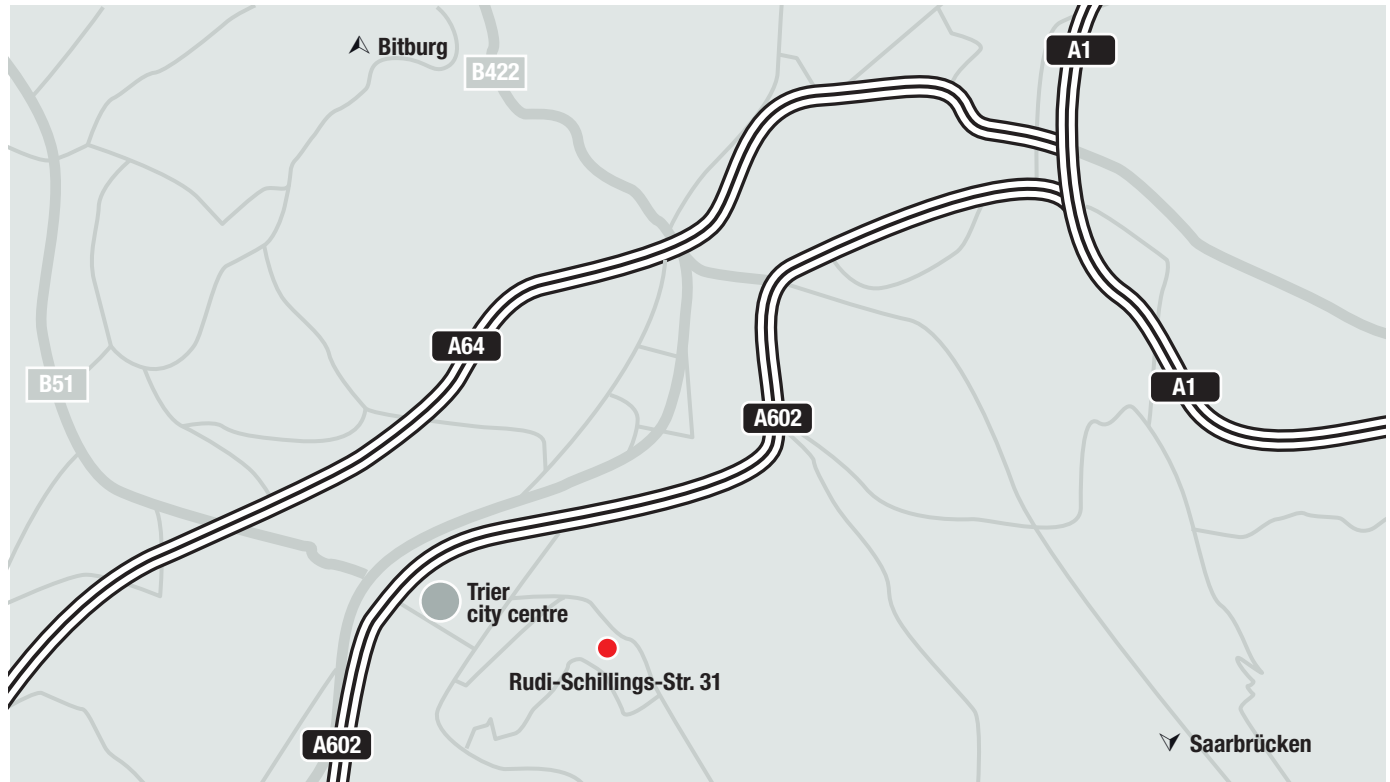 Bitburg
A1
B422
A64
B51
A1
A602
Trier
city centre
Rudi-Schillings-Str. 31
A602
Saarbrücken